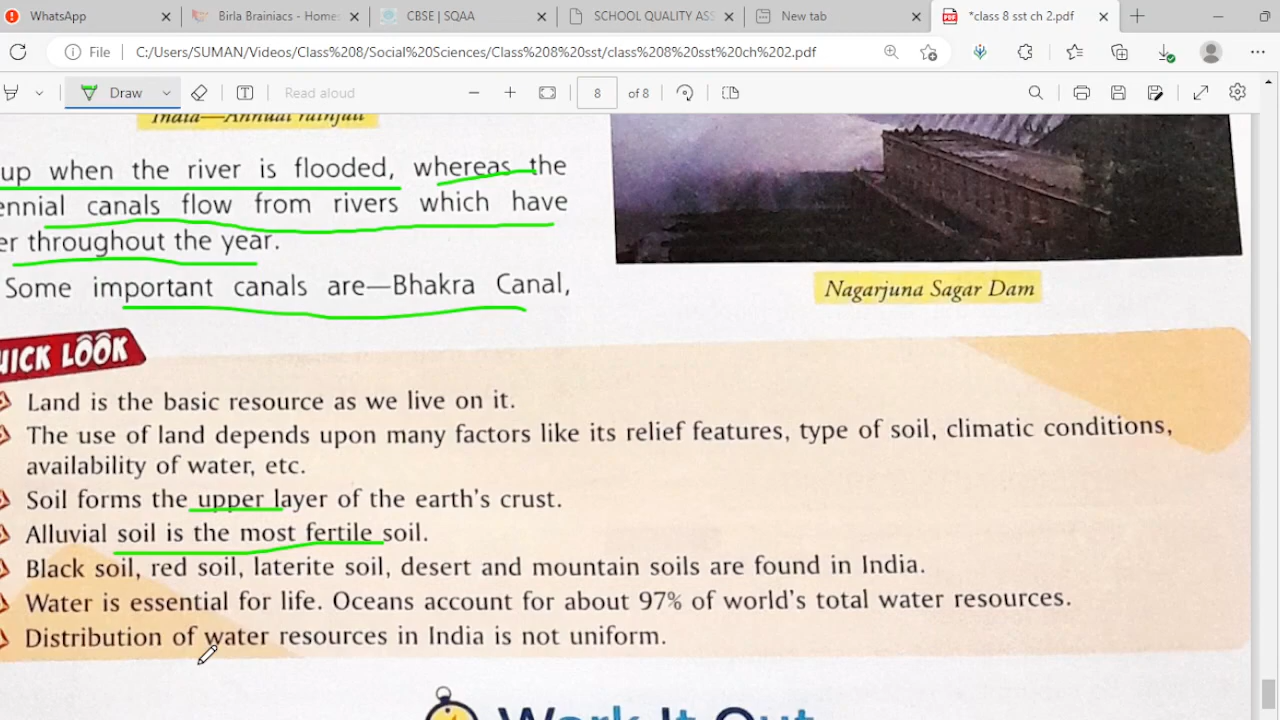 WhatsApp
Birla Brainiacs - Home
CBSE | SQAA
SCHOOL QUALITY ASS
New tab
*class 8 sst ch 2.pdf
File
C:/Users/SUMAN/Videos/Class%208/Social%20Sciences/Class%208%20sst/class%208%20sst%20ch%202.pdf
Draw
Read aloud
8 of 8
India—Annual rainfall
up when the river is flooded, whereas the
ennial canals flow from rivers which have
er throughout the year.
Some important canals are—Bhakra Canal,
Nagarjuna Sagar Dam
UICK LOOK
Land is the basic resource as we live on it.
The use of land depends upon many factors like its relief features, type of soil, climatic conditions,
availability of water, etc.
Soil forms the upper layer of the earth's crust.
Alluvial soil is the most fertile soil.
Black soil, red soil, laterite soil, desert and mountain soils are found in India.
Water is essential for life. Oceans account for about 97% of world's total water resources.
Distribution of water resources in India is not uniform.
Work It Out